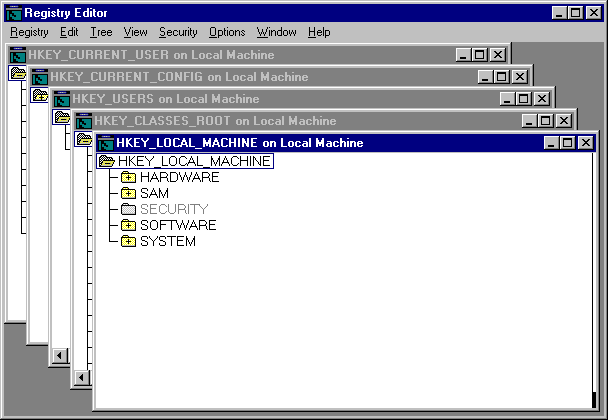 Registry Editor
Registry Edit Tree View Security Options Window Help
HKEY_CURRENT_USER on Local Machine
HKEY_CURRENT_CONFIG on Local Machine
HKEY_USERS on Local Machine
HKEY_CLASSES_ROOT on Local Machine
HKEY_LOCAL_MACHINE on Local Machine
HKEY_LOCAL_MACHINE
HARDWARE
SAM
SECURITY
SOFTWARE
SYSTEM